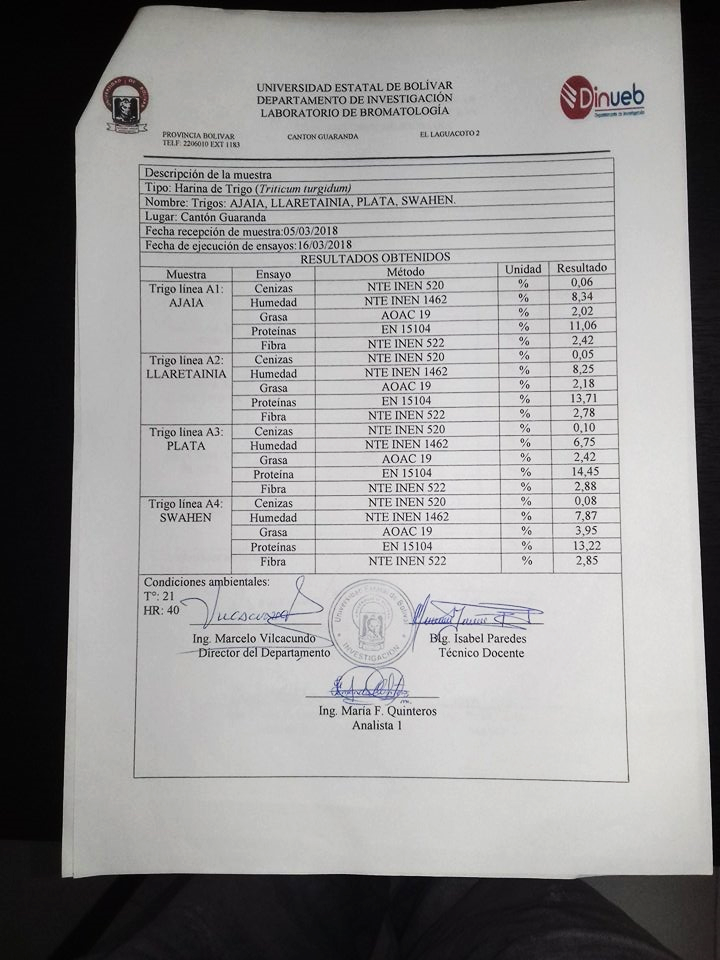 UNIVERSIDAD ESTATAL DE BOLÍVAR
DEPARTAMENTO DE INVESTIGACIÓN
LABORATORIO DE BROMATOLOGÍA
Dinueb
PROVINCIA BOLIVAR CANTON GUARANDA EL LAGUACOTO 2
TELF: 2206010 EXT 1183
Descripción de la muestra
Tipo: Harina de Trigo (Triticum turgidum)
Nombre: Trigos: AJAIA, LLARETAINIA, PLATA, SWAHEN.
Lugar: Cantón Guaranda
Fecha recepción de muestra:05/03/2018
Fecha de ejecución de ensayos:16/03/2018
RESULTADOS OBTENIDOS
Muestra Ensayo Método Unidad Resultado
Trigo línea A1: Cenizas NTE INEN 520 % 0,06
AJAIA Humedad NTE INEN 1462 % 8,34
Grasa AOAC 19 % 2,02
Proteínas EN 15104 % 11,06
Fibra NTE INEN 522 % 2,42
Trigo línea A2: Cenizas NTE INEN 520 % 0,05
LLARETAINIA Humedad NTE INEN 1462 % 8,25
Grasa AOAC 19 % 2,18
Proteínas EN 15104 % 13,71
Fibra NTE INEN 522 % 2,78
Trigo línea A3: Cenizas NTE INEN 520 % 0,10
PLATA Humedad NTE INEN 1462 % 6,75
Grasa AOAC 19 % 2,42
Proteína EN 15104 % 14,45
Fibra NTE INEN 522 % 2,88
Trigo línea A4: Cenizas NTE INEN 520 % 0,08
SWAHEN Humedad NTE INEN 1462 % 7,87
Grasa AOAC 19 % 3,95
Proteínas EN 15104 % 13,22
Fibra NTE INEN 522 % 2,85
Condiciones ambientales:
T°: 21
HR: 40
Universidad Estatal de Bolívar
INVESTIGACIÓN
Ing. Marcelo Vilcacundo Blg. Isabel Paredes
Director del Departamento Técnico Docente
Ing. María F. Quinteros
Analista 1